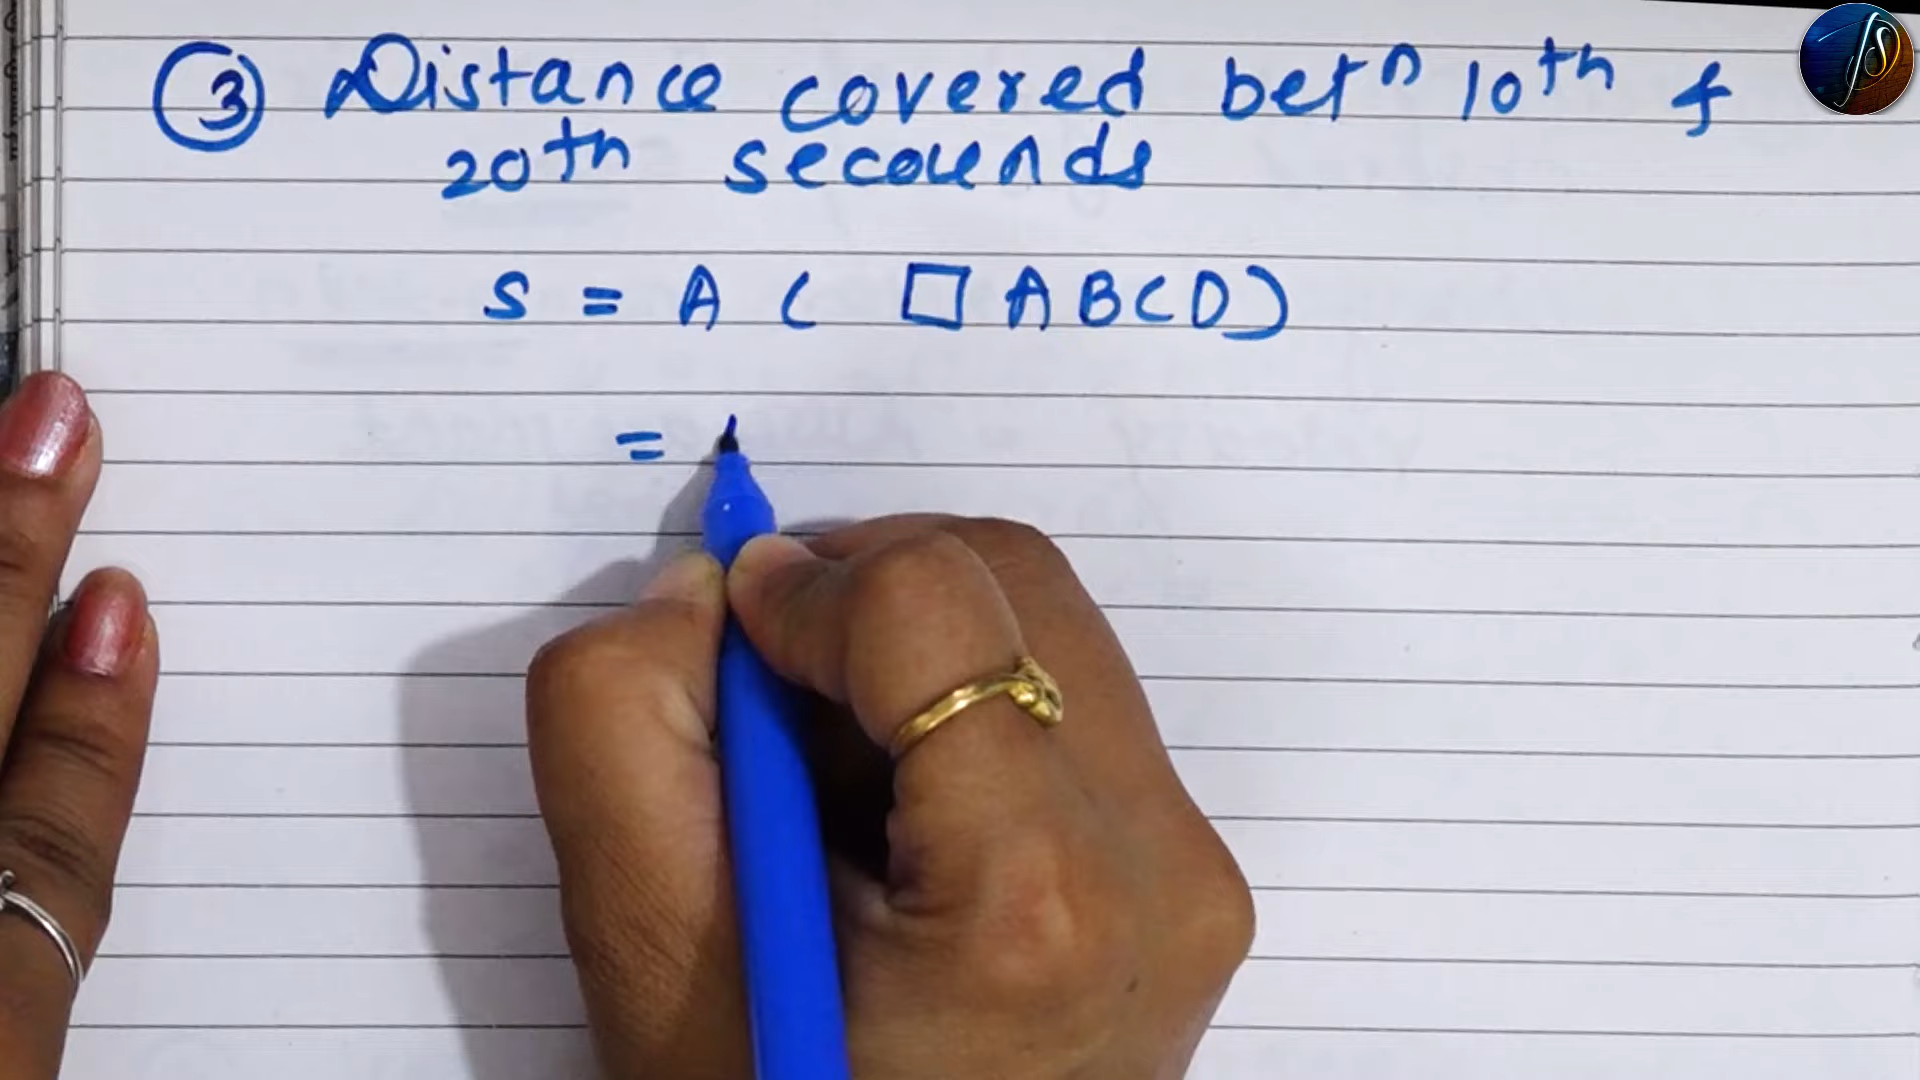 ③ Distance covered betⁿ 10th &
20th secounds
S = A ( □ ABCD)
=